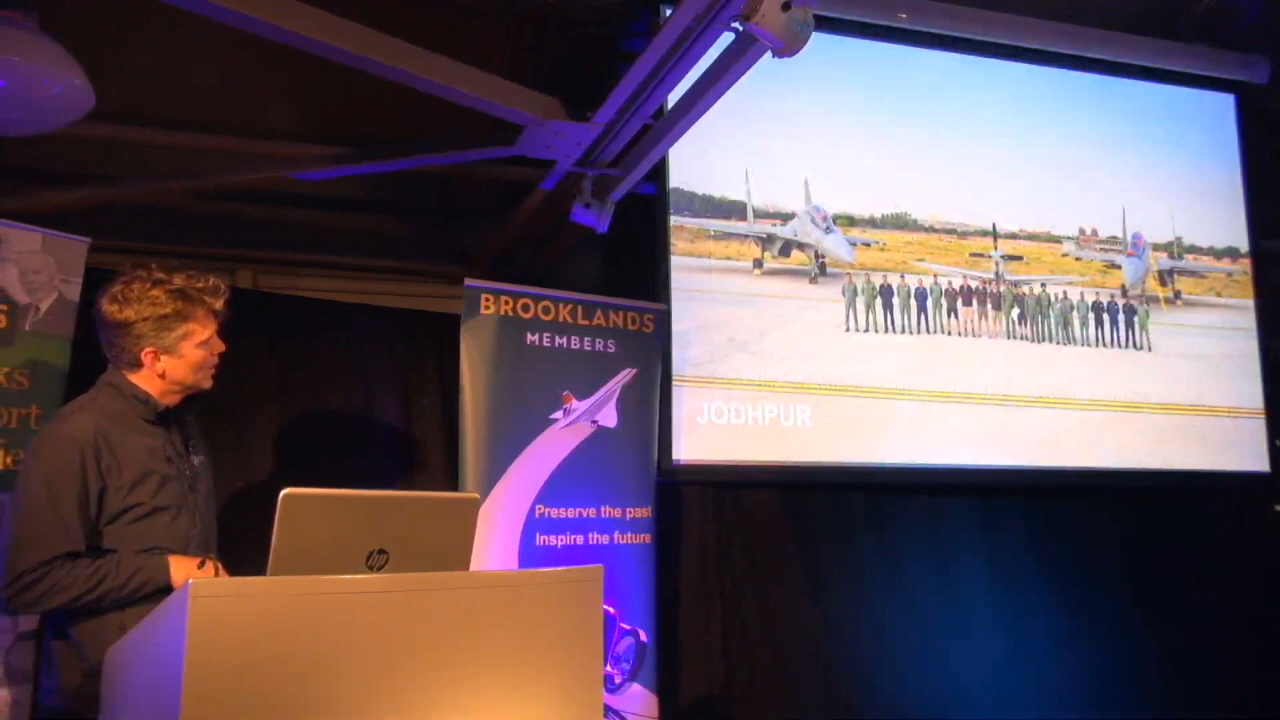 BROOKLANDS
MEMBERS
Preserve the past
Inspire the future
JODHPUR
hp